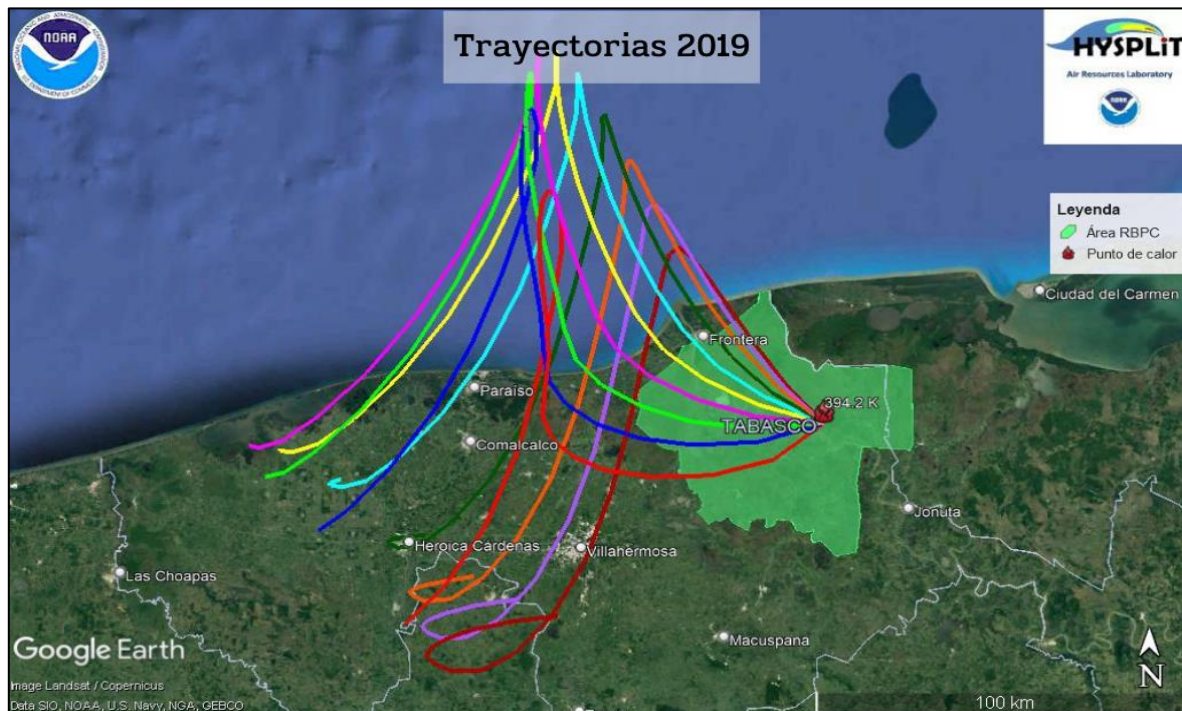 NOAA
Trayectorias 2019
HYSPLIT
Air Resources Laboratory
NOAA
Leyenda
Área RBPC
Punto de calor
Ciudad del Carmen
Frontera
Paraíso
394.2 K
TABASCO
Comalcalco
Jonuta
Heroica Cárdenas
Villahermosa
Las Choapas
Macuspana
Google Earth
N
Image Landsat / Copernicus
Data SIO, NOAA, U.S. Navy, NGA, GEBCO
100 km